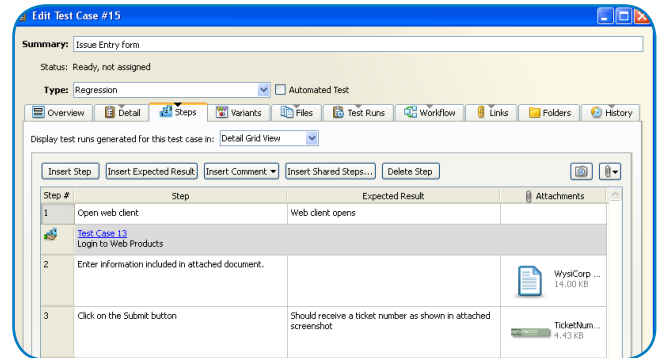 Edit Test Case #15
Summary: Issue Entry form
Status: Ready, not assigned
Type: Regression Automated Test
Overview Detail Steps Variants Files Test Runs Workflow Links Folders History
Display test runs generated for this test case in: Detail Grid View
Insert Step Insert Expected Result Insert Comment Insert Shared Steps... Delete Step
Step # Step Expected Result Attachments
1 Open web client Web client opens
Test Case 13
Login to Web Products
2 Enter information included in attached document.
WysiCorp ...
14.00 KB
3 Click on the Submit button Should receive a ticket number as shown in attached
screenshot
TicketNum...
4.43 KB